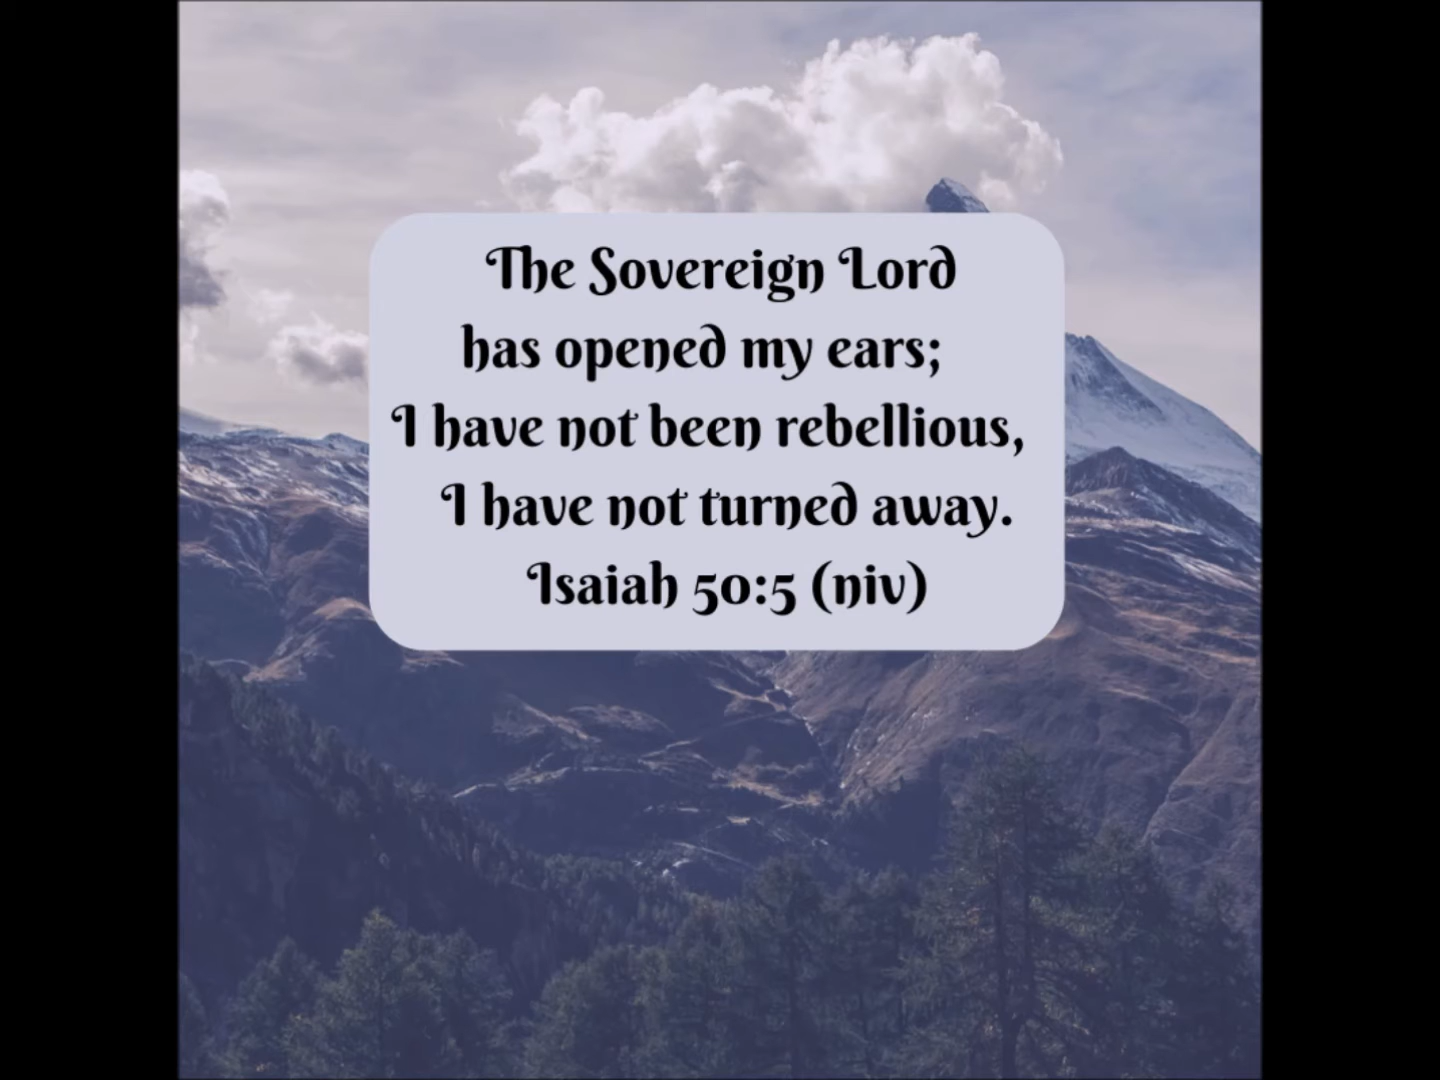 The Sovereign Lord
has opened my ears;
I have not been rebellious,
I have not turned away.
Isaiah 50:5 (niv)